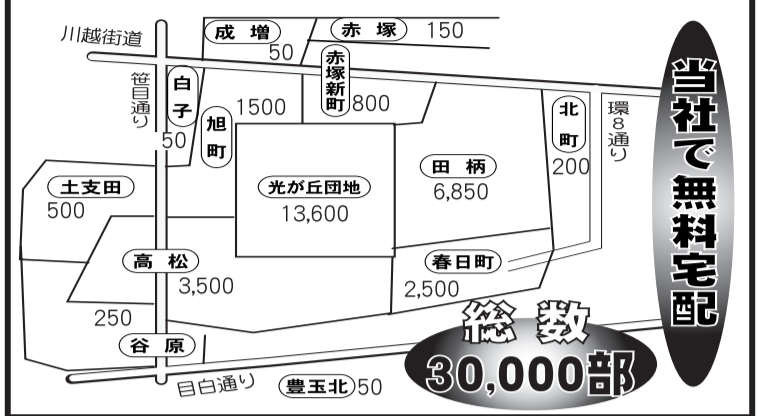 川越街道
成増
50
赤塚
150
笹目通り
白子
50
旭町
1500
赤塚新町
800
北町
200
環8通り
土支田
500
光が丘団地
13,600
田柄
6,850
高松
3,500
春日町
2,500
250
谷原
目白通り
豊玉北
50
総数
30,000部
当社で無料宅配